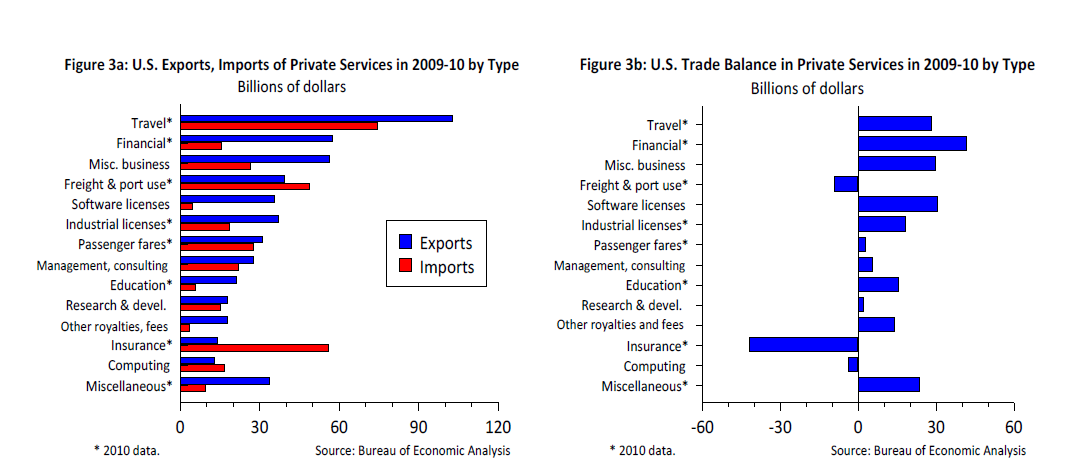 Figure 3a: U.S. Exports, Imports of Private Services in 2009-10 by Type
Billions of dollars
Travel*
Financial*
Misc. business
Freight & port use*
Software licenses
Industrial licenses*
Passenger fares*
Management, consulting
Education*
Research & devel.
Other royalties, fees
Insurance*
Computing
Miscellaneous*
Exports
Imports
0 30 60 90 120
* 2010 data. Source: Bureau of Economic Analysis
Figure 3b: U.S. Trade Balance in Private Services in 2009-10 by Type
Billions of dollars
Travel*
Financial*
Misc. business
Freight & port use*
Software licenses
Industrial licenses*
Passenger fares*
Management, consulting
Education*
Research & devel.
Other royalties and fees
Insurance*
Computing
Miscellaneous*
-60 -30 0 30 60
* 2010 data. Source: Bureau of Economic Analysis